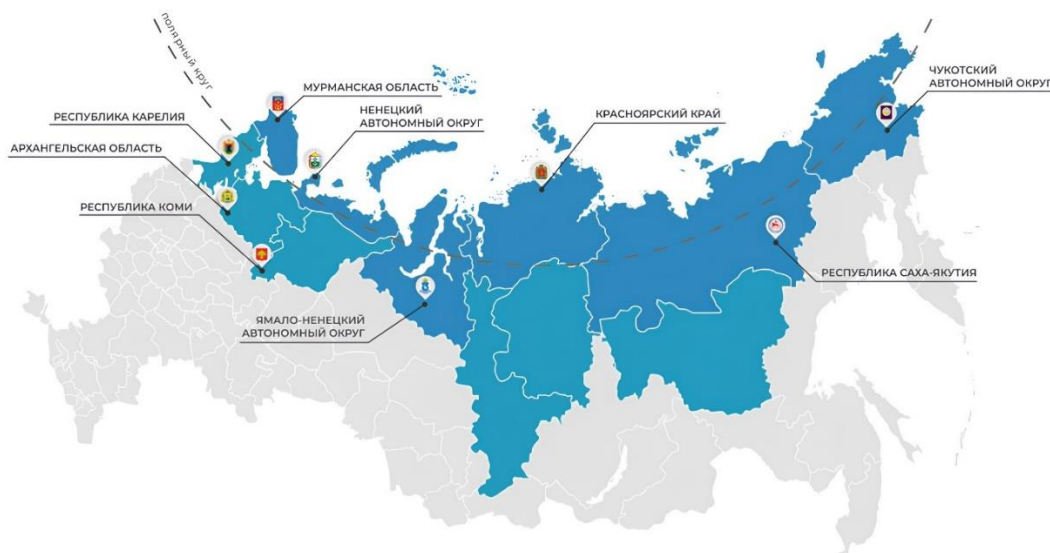 полярный круг
МУРМАНСКАЯ ОБЛАСТЬ
НЕНЕЦКИЙ
АВТОНОМНЫЙ ОКРУГ
РЕСПУБЛИКА КАРЕЛИЯ
АРХАНГЕЛЬСКАЯ ОБЛАСТЬ
РЕСПУБЛИКА КОМИ
ЯМАЛО-НЕНЕЦКИЙ
АВТОНОМНЫЙ ОКРУГ
КРАСНОЯРСКИЙ КРАЙ
ЧУКОТСКИЙ
АВТОНОМНЫЙ ОКРУГ
РЕСПУБЛИКА САХА-ЯКУТИЯ